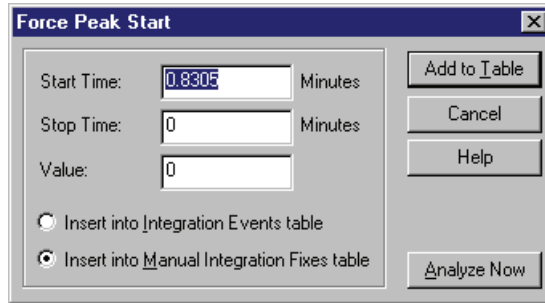 Force Peak Start
Start Time: 0.8305 Minutes
Stop Time: 0 Minutes
Value: 0
Insert into Integration Events table
Insert into Manual Integration Fixes table
Add to Table
Cancel
Help
Analyze Now